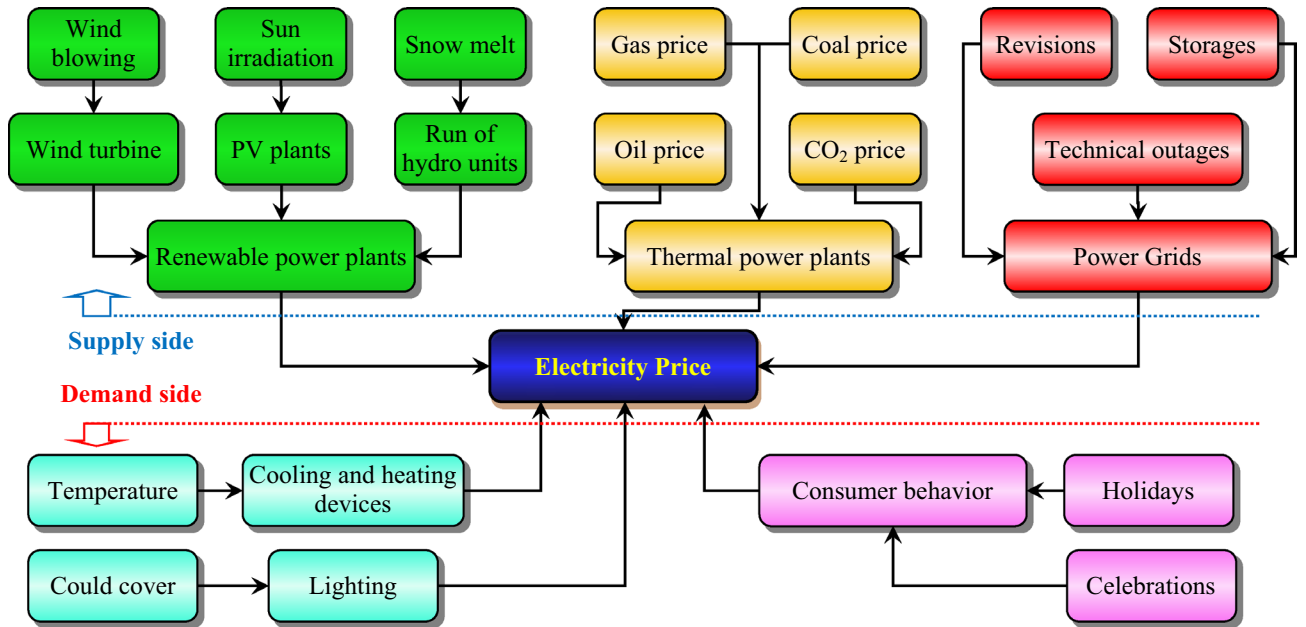 Wind
blowing
Sun
irradiation
Snow melt
Gas price
Coal price
Revisions
Storages
Wind turbine
PV plants
Run of
hydro units
Oil price
CO₂ price
Technical outages
Renewable power plants
Thermal power plants
Power Grids
Supply side
Electricity Price
Demand side
Temperature
Cooling and heating
devices
Consumer behavior
Holidays
Could cover
Lighting
Celebrations